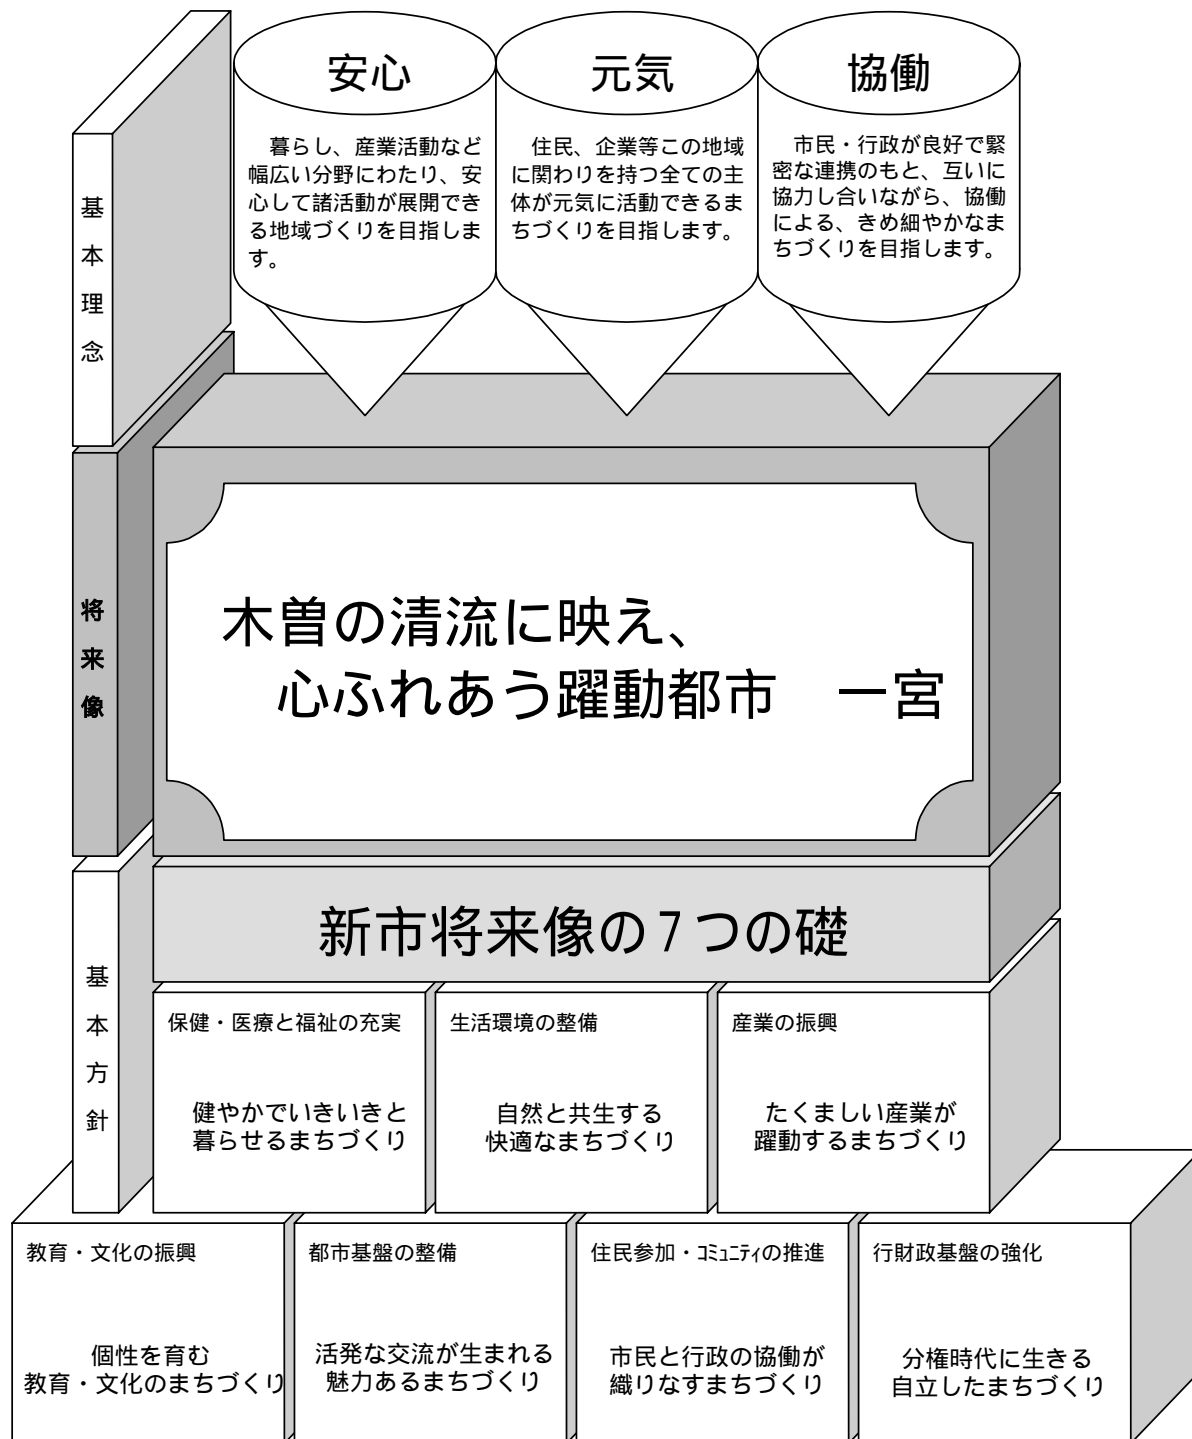 基本理念
安心
暮らし、産業活動など
幅広い分野にわたり、安
心して諸活動が展開でき
る地域づくりを目指しま
す。
元気
住民、企業等この地域
に関わりを持つ全ての主
体が元気に活動できるま
ちづくりを目指します。
協働
市民・行政が良好で緊
密な連携のもと、互いに
協力し合いながら、協働
による、きめ細やかなま
ちづくりを目指します。
将来像
木曽の清流に映え、
心ふれあう躍動都市　一宮
基本方針
新市将来像の７つの礎
保健・医療と福祉の充実
健やかでいきいきと
暮らせるまちづくり
生活環境の整備
自然と共生する
快適なまちづくり
産業の振興
たくましい産業が
躍動するまちづくり
教育・文化の振興
個性を育む
教育・文化のまちづくり
都市基盤の整備
活発な交流が生まれる
魅力あるまちづくり
住民参加・ｺﾐｭﾆﾃｨの推進
市民と行政の協働が
織りなすまちづくり
行財政基盤の強化
分権時代に生きる
自立したまちづくり